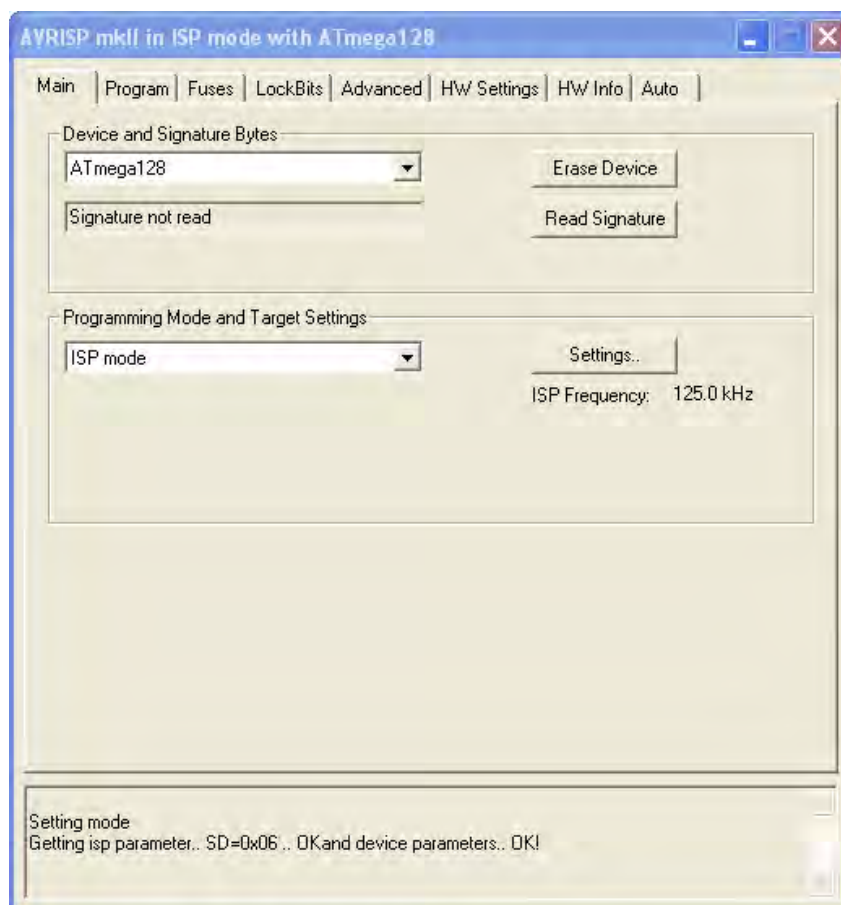 AVRISP mkII in ISP mode with ATmega128
Main Program Fuses LockBits Advanced HW Settings HW Info Auto
Device and Signature Bytes
ATmega128 Erase Device
Signature not read Read Signature
Programming Mode and Target Settings
ISP mode Settings..
ISP Frequency: 125.0 kHz
Setting mode
Getting isp parameter.. SD=0x06 .. OKand device parameters.. OK!